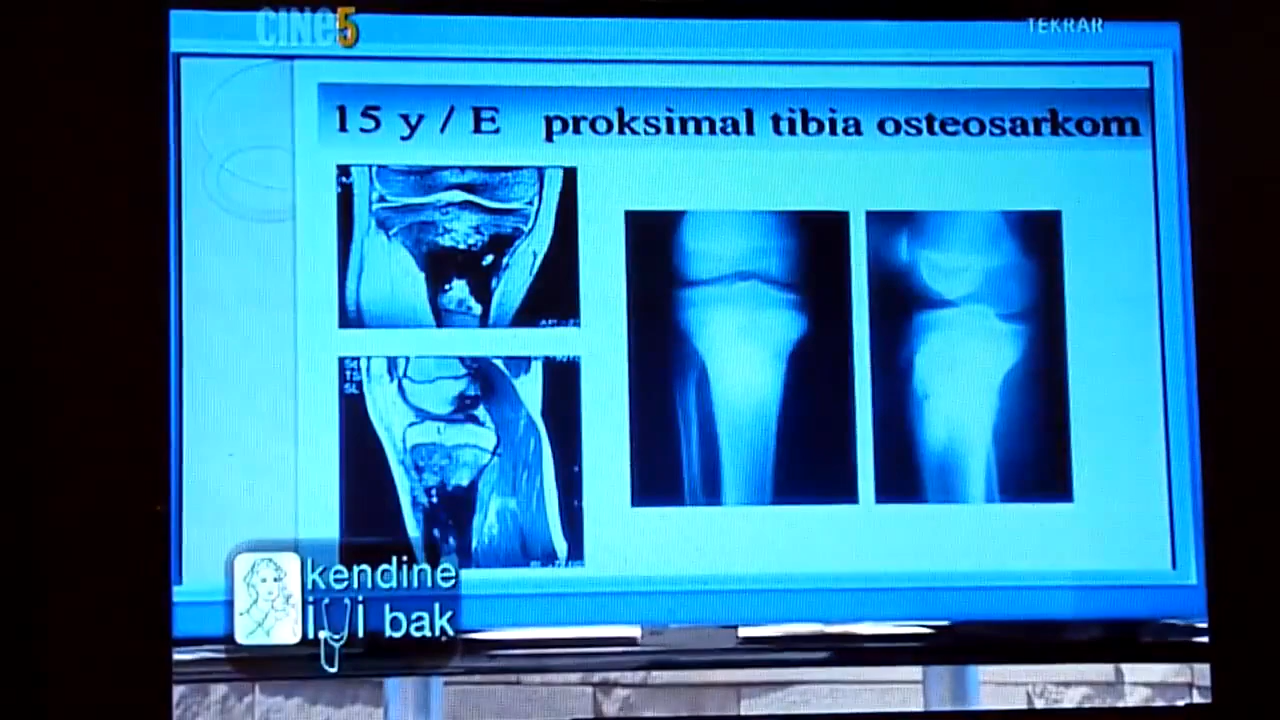 CINE5
TEKRAR
15 y / E proksimal tibia osteosarkom
kendine
iyi bak